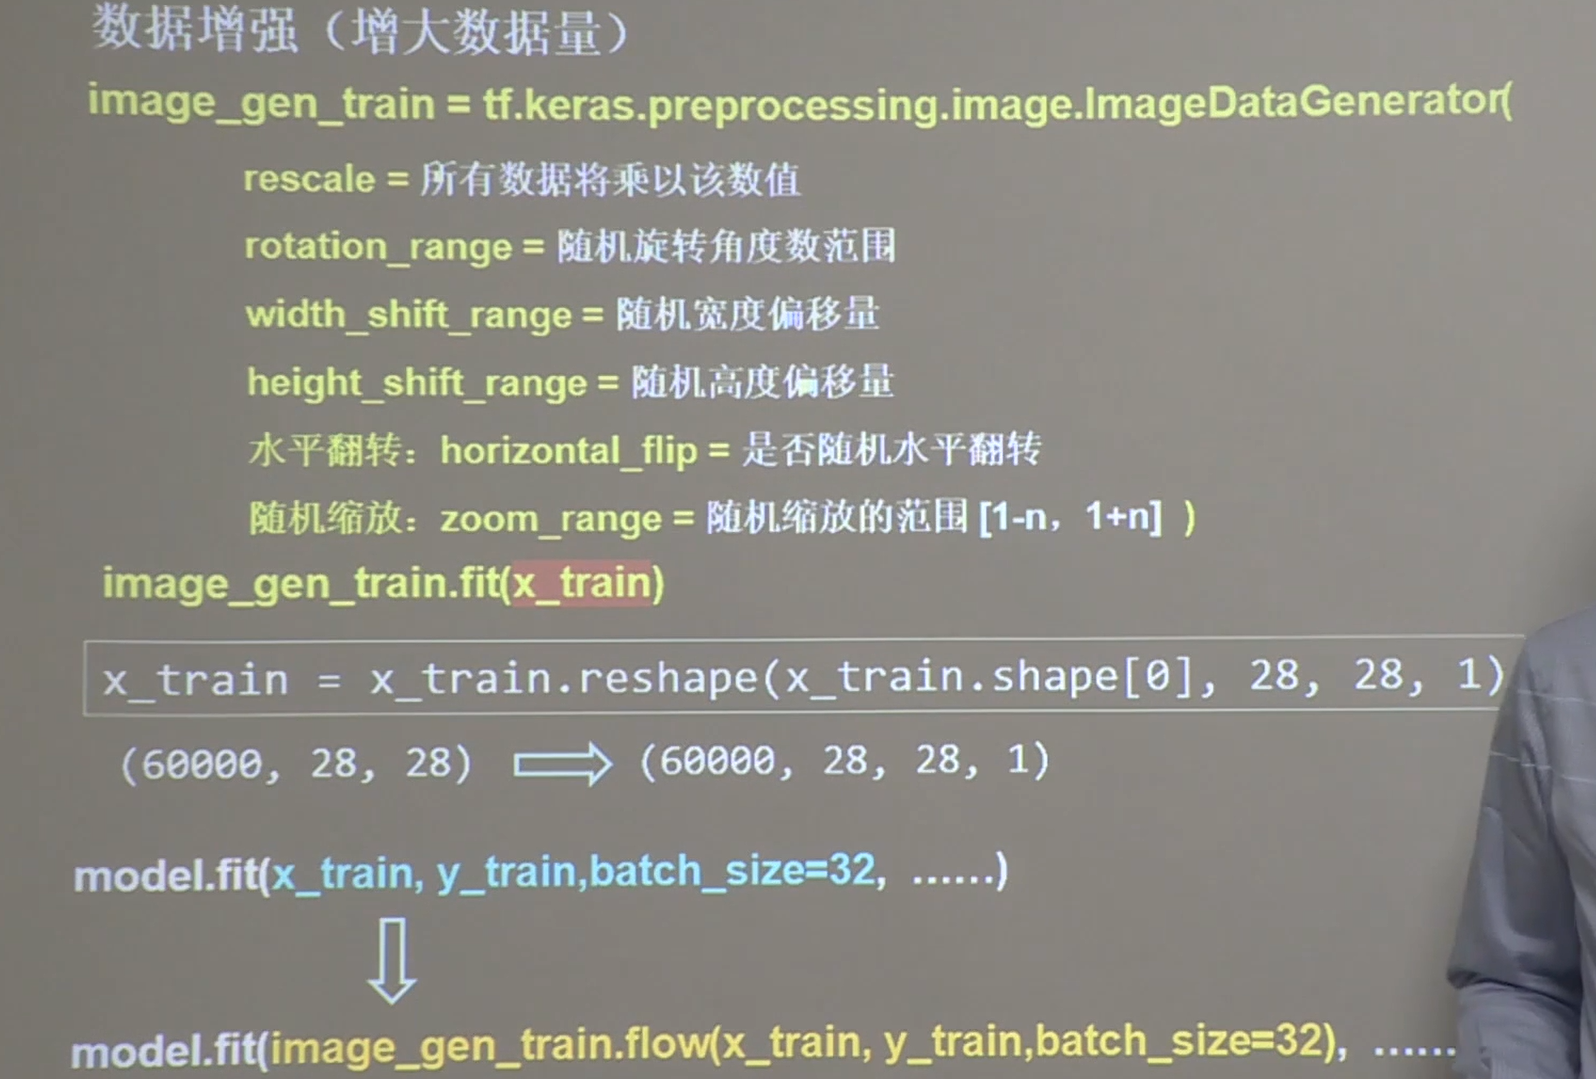 数据增强（增大数据量）
image_gen_train = tf.keras.preprocessing.image.ImageDataGenerator(
rescale = 所有数据将乘以该数值
rotation_range = 随机旋转角度数范围
width_shift_range = 随机宽度偏移量
height_shift_range = 随机高度偏移量
水平翻转：horizontal_flip = 是否随机水平翻转
随机缩放：zoom_range = 随机缩放的范围 [1-n，1+n] )
image_gen_train.fit(x_train)
x_train = x_train.reshape(x_train.shape[0], 28, 28, 1)
(60000, 28, 28) (60000, 28, 28, 1)
model.fit(x_train, y_train,batch_size=32, ……)
model.fit(image_gen_train.flow(x_train, y_train,batch_size=32), ……